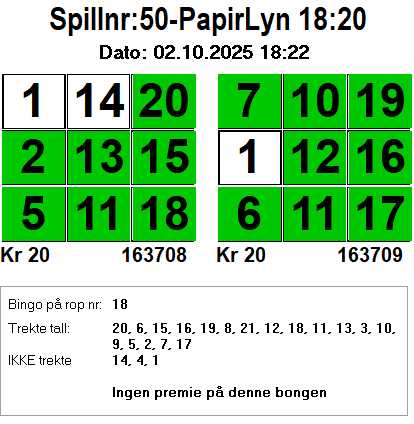 Spillnr:50-PapirLyn 18:20
Dato: 02.10.2025 18:22
1 14 20 7 10 19
2 13 15 1 12 16
5 11 18 6 11 17
Kr 20 163708 Kr 20 163709
Bingo på rop nr: 18
Trekte tall: 20, 6, 15, 16, 19, 8, 21, 12, 18, 11, 13, 3, 10,
9, 5, 2, 7, 17
IKKE trekte 14, 4, 1
Ingen premie på denne bongen